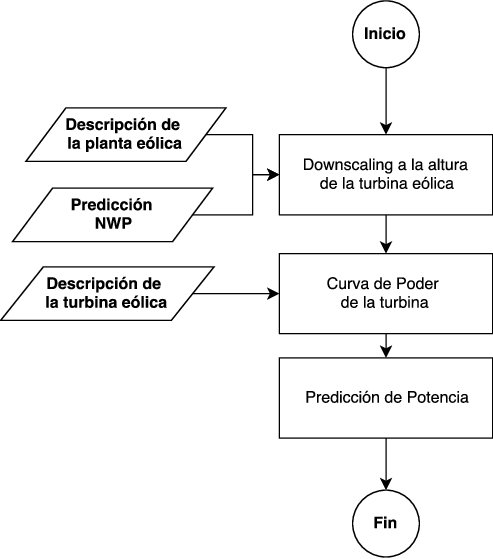 Inicio
Descripción de
la planta eólica
Downscaling a la altura
de la turbina eólica
Predicción
NWP
Descripción de
la turbina eólica
Curva de Poder
de la turbina
Predicción de Potencia
Fin